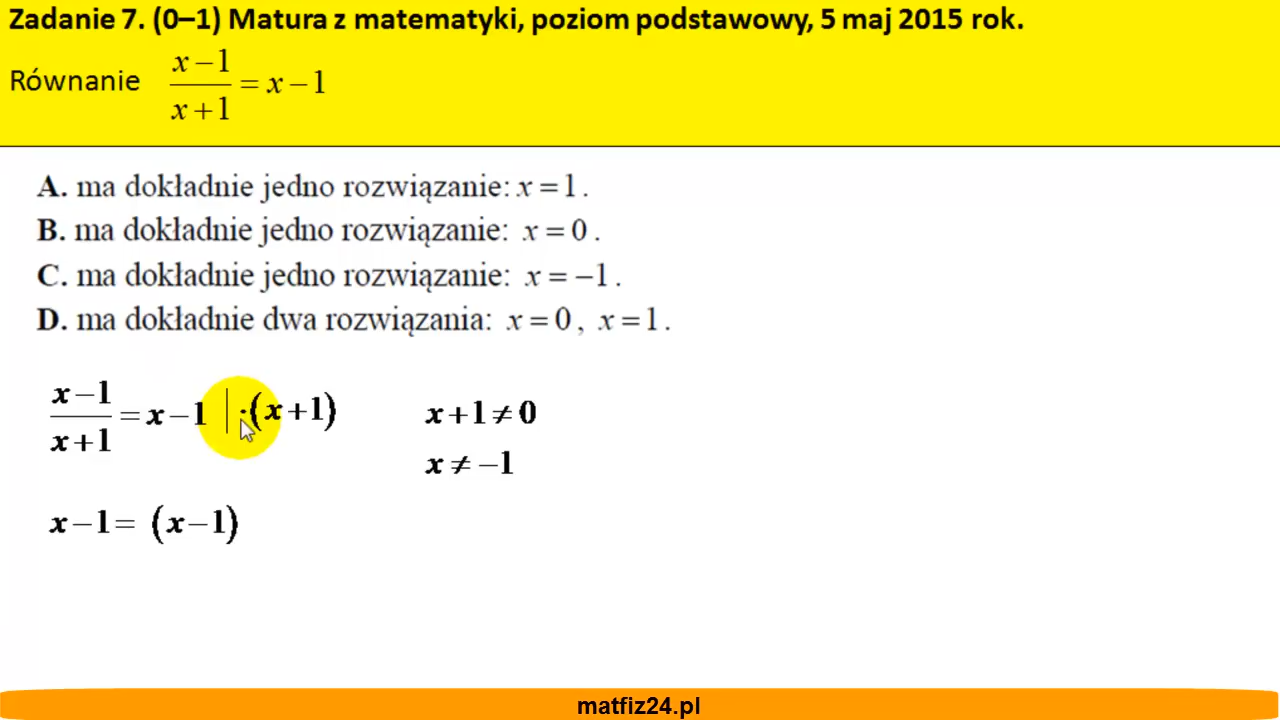 Zadanie 7. (0–1) Matura z matematyki, poziom podstawowy, 5 maj 2015 rok.
Równanie \frac{x-1}{x+1} = x-1
A. ma dokładnie jedno rozwiązanie: x = 1.
B. ma dokładnie jedno rozwiązanie: x = 0.
C. ma dokładnie jedno rozwiązanie: x = −1.
D. ma dokładnie dwa rozwiązania: x = 0, x = 1.
\frac{x-1}{x+1} = x-1 | ·(x+1)
x+1 ≠ 0
x ≠ −1
x−1 = (x−1)
matfiz24.pl